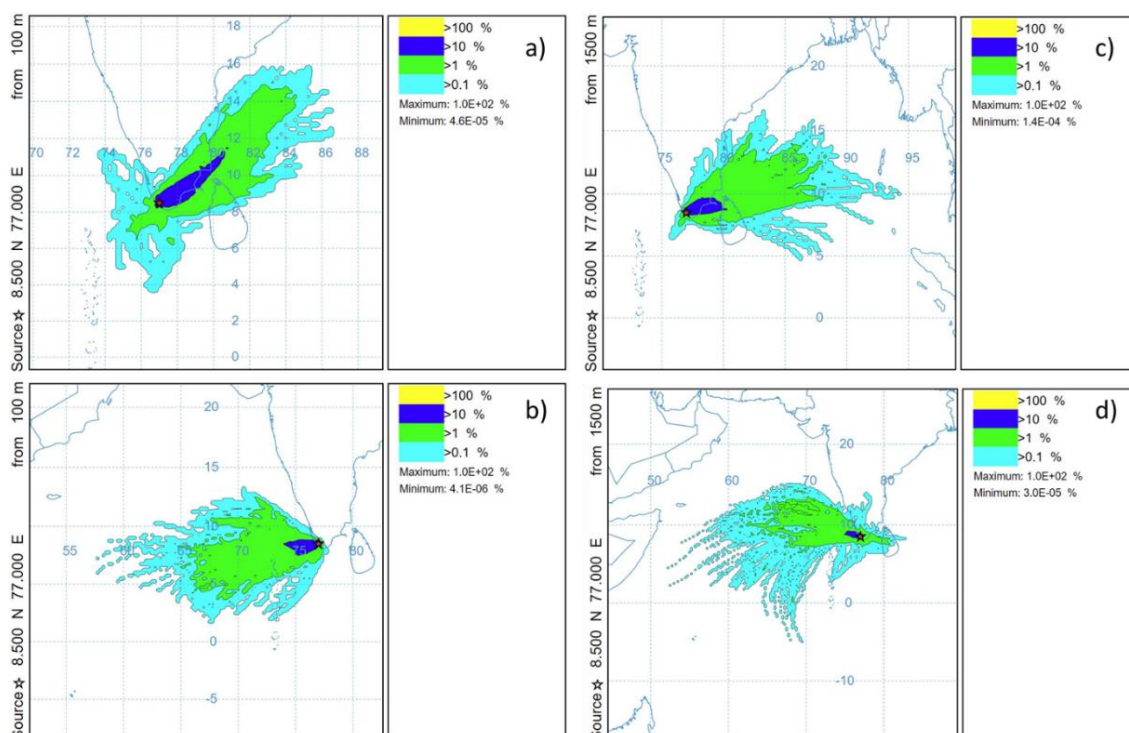 a)
Source☆ 8.500 N 77.000 E from 100 m
18
16
14
12
70 72 74 76 78 80 82 84 86 88
10
8
6
4
2
0
>100 %
>10 %
>1 %
>0.1 %
Maximum: 1.0E+02 %
Minimum: 4.6E-05 %
c)
Source☆ 8.500 N 77.000 E from 1500 m
20
15
75 80 85 90 95
10
5
0
>100 %
>10 %
>1 %
>0.1 %
Maximum: 1.0E+02 %
Minimum: 1.4E-04 %
b)
Source☆ 8.500 N 77.000 E from 100 m
20
15
10
55 60 65 70 75 80
5
0
-5
>100 %
>10 %
>1 %
>0.1 %
Maximum: 1.0E+02 %
Minimum: 4.1E-06 %
d)
Source☆ 8.500 N 77.000 E from 1500 m
20
50 60 70 80
10
0
-10
>100 %
>10 %
>1 %
>0.1 %
Maximum: 1.0E+02 %
Minimum: 3.0E-05 %